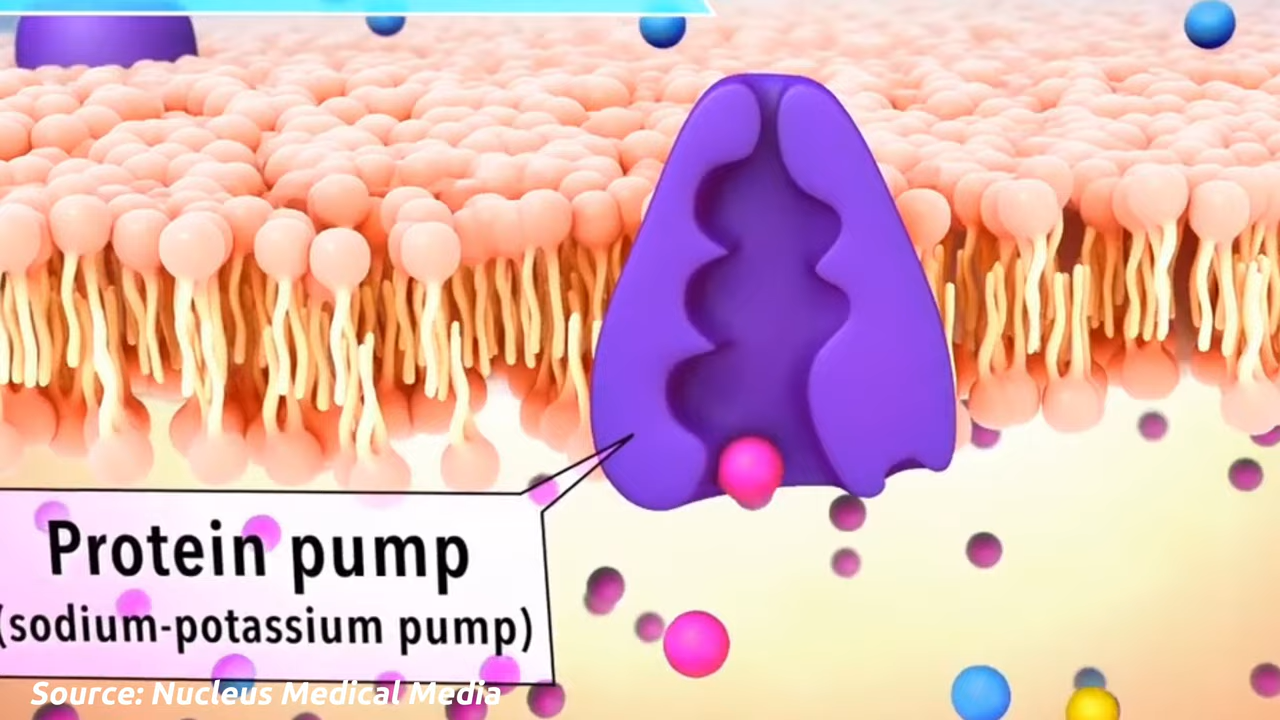 Protein pump
(sodium-potassium pump)
Source: Nucleus Medical Media